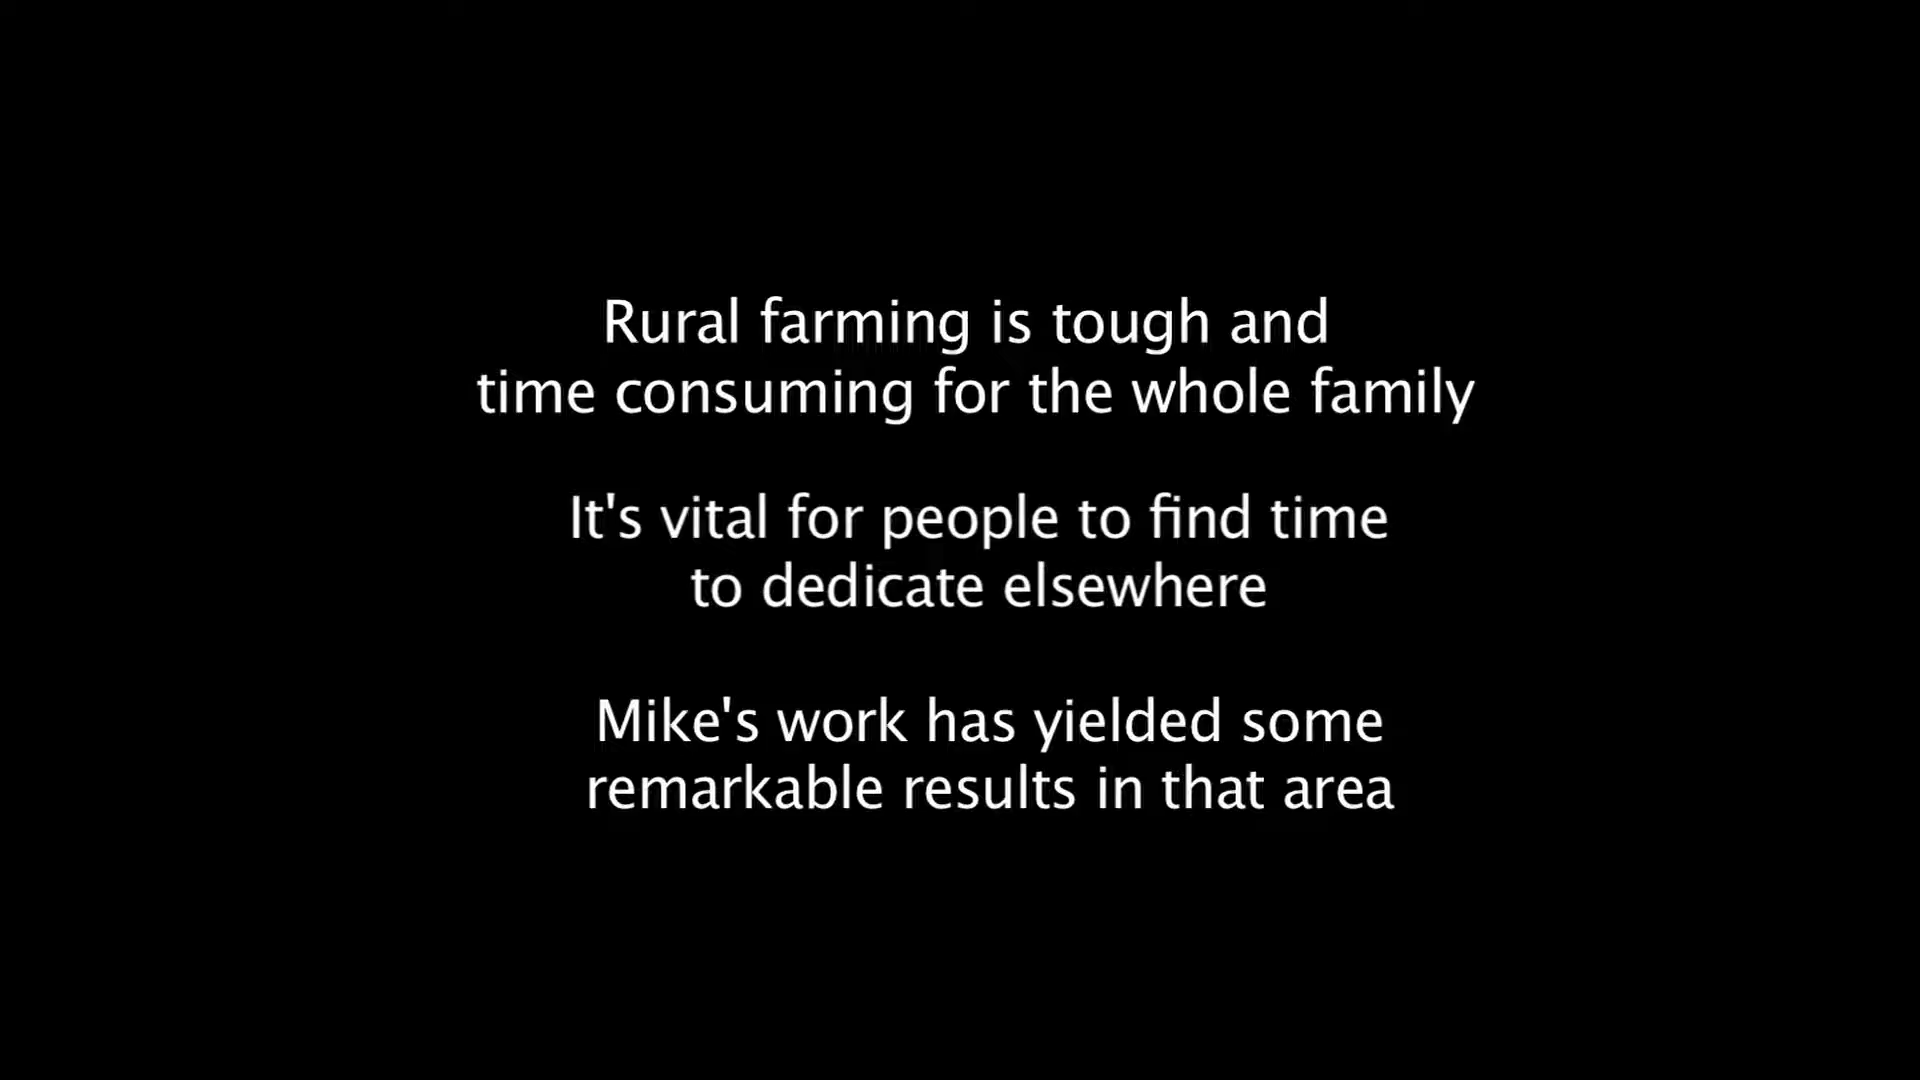 Rural farming is tough and
time consuming for the whole family
It's vital for people to find time
to dedicate elsewhere
Mike's work has yielded some
remarkable results in that area